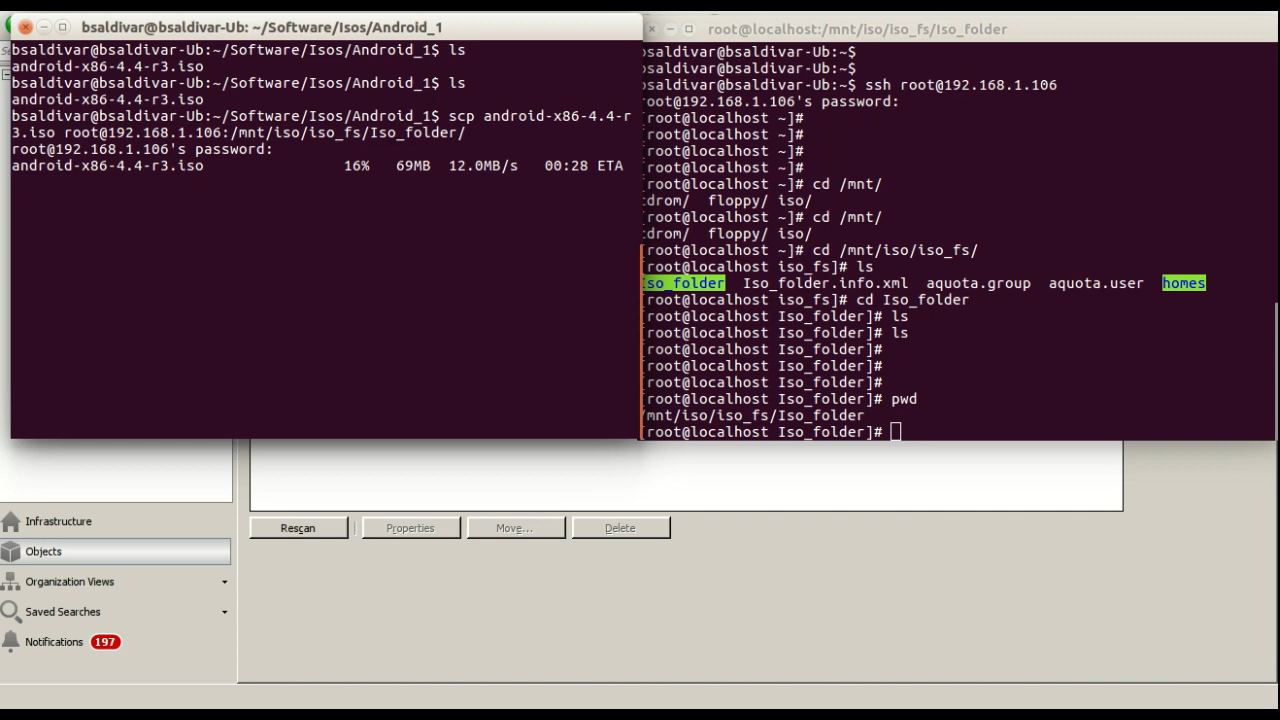 bsaldivar@bsaldivar-Ub: ~/Software/Isos/Android_1
bsaldivar@bsaldivar-Ub:~/Software/Isos/Android_1$ ls
android-x86-4.4-r3.iso
bsaldivar@bsaldivar-Ub:~/Software/Isos/Android_1$ ls
android-x86-4.4-r3.iso
bsaldivar@bsaldivar-Ub:~/Software/Isos/Android_1$ scp android-x86-4.4-r
3.iso root@192.168.1.106:/mnt/iso/iso_fs/Iso_folder/
root@192.168.1.106's password:
android-x86-4.4-r3.iso 16% 69MB 12.0MB/s 00:28 ETA
root@localhost:/mnt/iso/iso_fs/Iso_folder
bsaldivar@bsaldivar-Ub:~$
bsaldivar@bsaldivar-Ub:~$
bsaldivar@bsaldivar-Ub:~$ ssh root@192.168.1.106
root@192.168.1.106's password:
[root@localhost ~]#
[root@localhost ~]#
[root@localhost ~]#
[root@localhost ~]#
[root@localhost ~]# cd /mnt/
cdrom/ floppy/ iso/
[root@localhost ~]# cd /mnt/
cdrom/ floppy/ iso/
[root@localhost ~]# cd /mnt/iso/iso_fs/
[root@localhost iso_fs]# ls
Iso_folder Iso_folder.info.xml aquota.group aquota.user homes
[root@localhost iso_fs]# cd Iso_folder
[root@localhost Iso_folder]# ls
[root@localhost Iso_folder]# ls
[root@localhost Iso_folder]#
[root@localhost Iso_folder]#
[root@localhost Iso_folder]#
[root@localhost Iso_folder]# pwd
/mnt/iso/iso_fs/Iso_folder
[root@localhost Iso_folder]#
Infrastructure
Objects
Organization Views
Saved Searches
Notifications 197
Rescan Properties Move... Delete